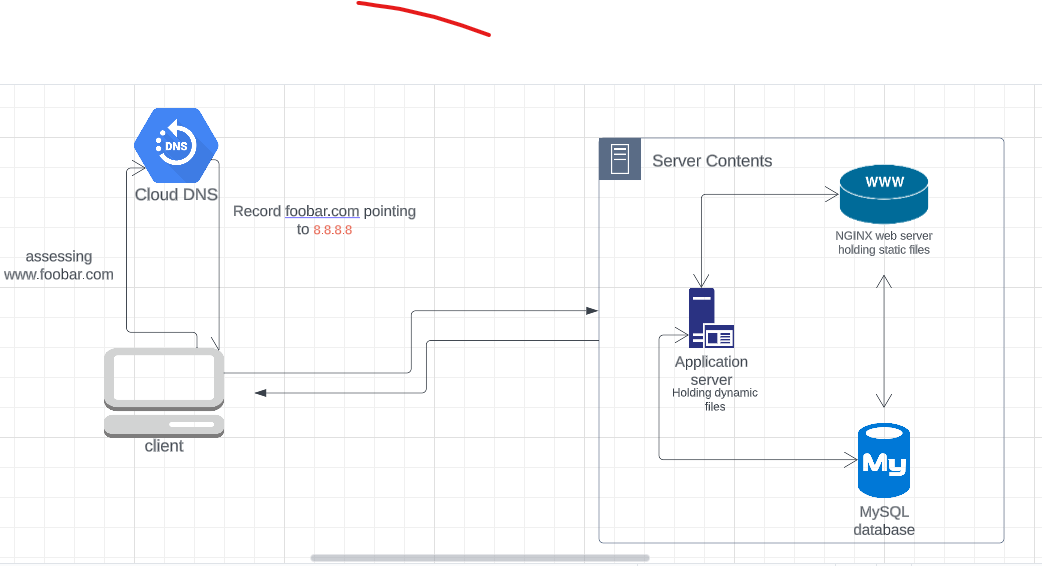 DNS
Cloud DNS
Record foobar.com pointing
to 8.8.8.8
assessing
www.foobar.com
client
Server Contents
WWW
NGINX web server
holding static files
Application
server
Holding dynamic
files
My
MySQL
database